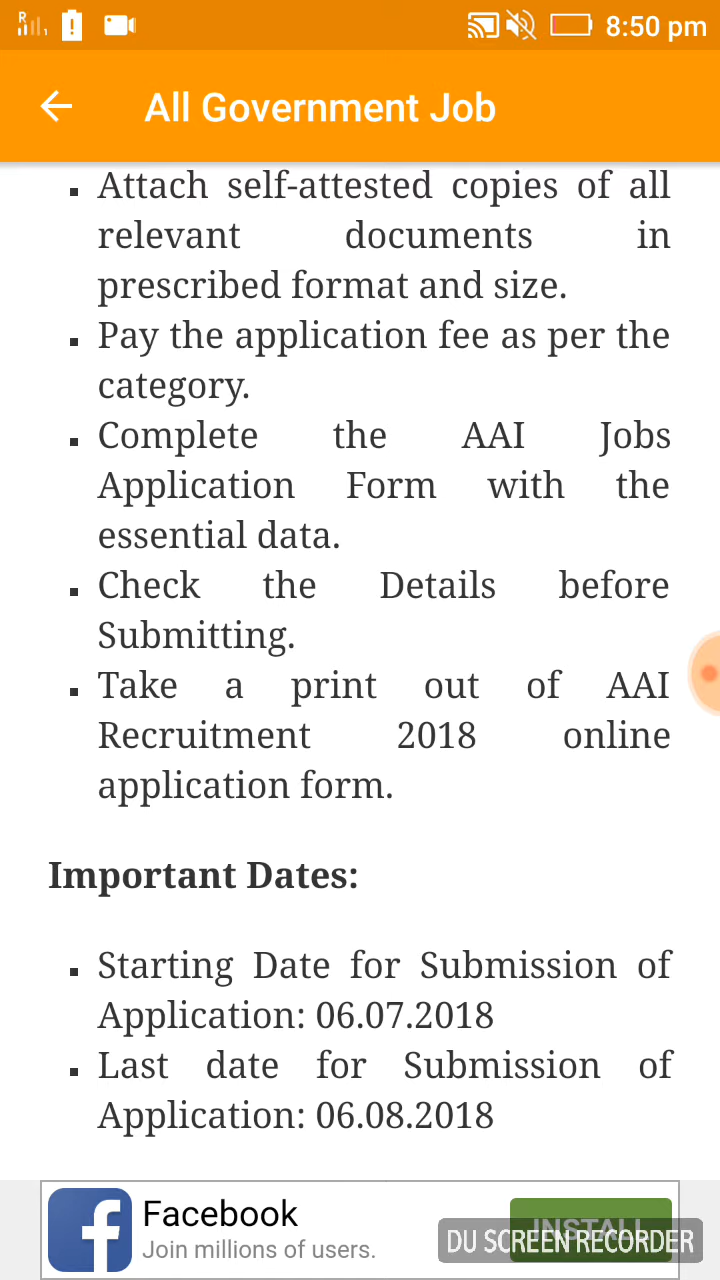 R
8:50 pm
All Government Job
Attach self-attested copies of all
relevant documents in
prescribed format and size.
Pay the application fee as per the
category.
Complete the AAI Jobs
Application Form with the
essential data.
Check the Details before
Submitting.
Take a print out of AAI
Recruitment 2018 online
application form.
Important Dates:
Starting Date for Submission of
Application: 06.07.2018
Last date for Submission of
Application: 06.08.2018
Facebook
Join millions of users.
INSTALL
DU SCREEN RECORDER